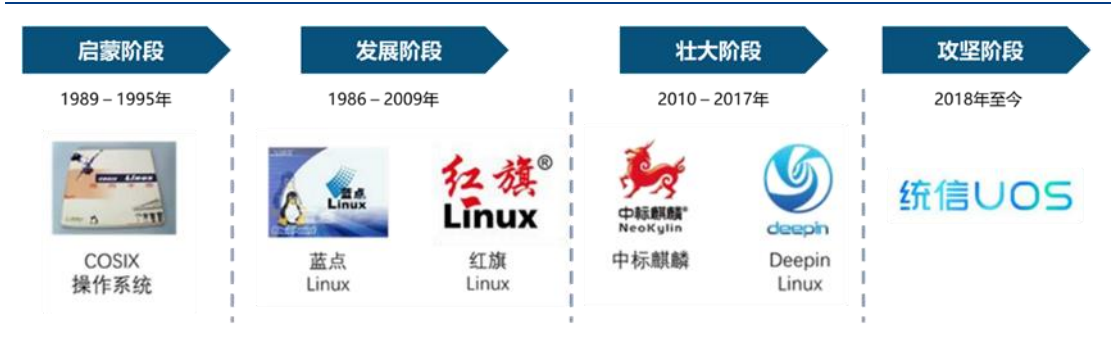 启蒙阶段
发展阶段
壮大阶段
攻坚阶段
1989 – 1995年
1986 – 2009年
2010 – 2017年
2018年至今
Linux
蓝点
Linux
红旗®
Linux
中标麒麟®
NeoKylin
deepin
统信UOS
COSIX
操作系统
蓝点
Linux
红旗
Linux
中标麒麟
Deepin
Linux